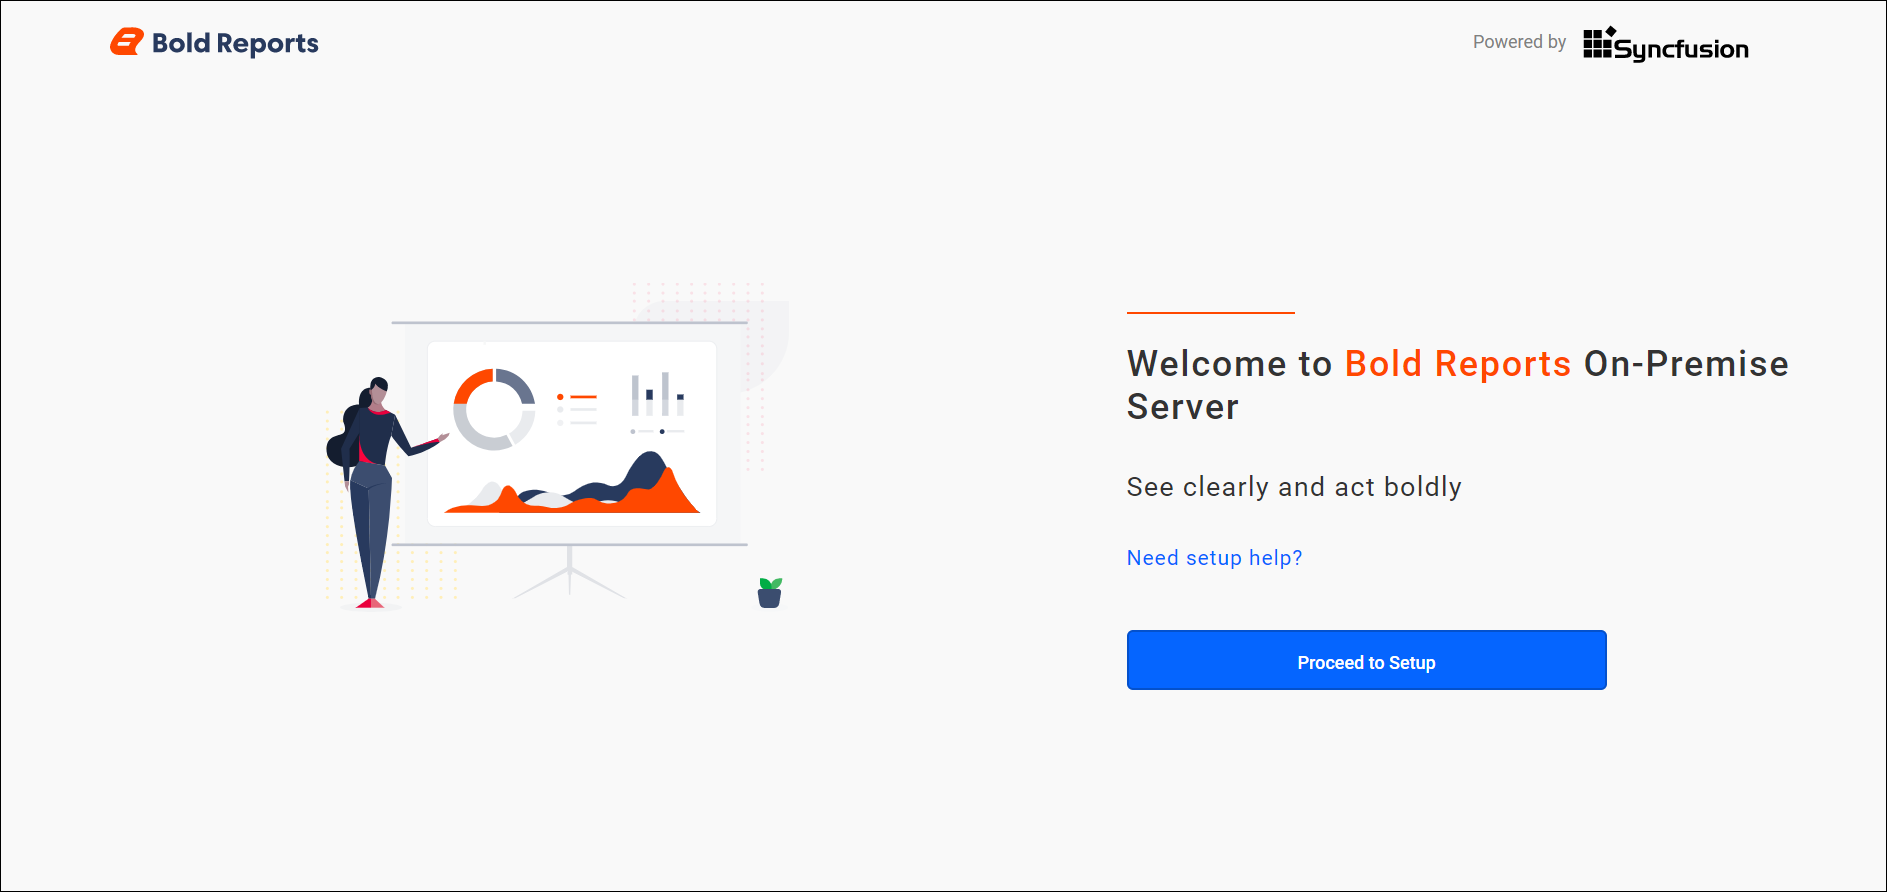 Bold Reports
Powered by Syncfusion
Welcome to Bold Reports On-Premise
Server
See clearly and act boldly
Need setup help?
Proceed to Setup